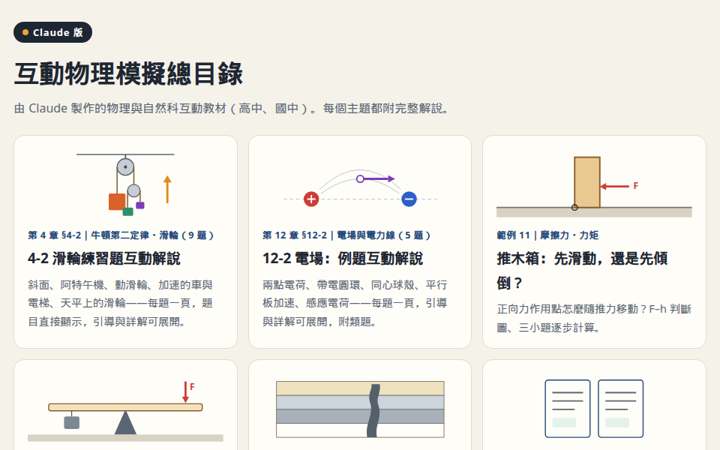 Claude 版
互動物理模擬總目錄
由 Claude 製作的物理與自然科互動教材（高中、國中）。每個主題都附完整解說。
第 4 章 §4-2｜牛頓第二定律・滑輪（9 題）
4-2 滑輪練習題互動解說
斜面、阿特午機、動滑輪、加速的車與
電梯、天平上的滑輪——每題一頁，題
目直接顯示，引導與詳解可展開。
+
−
第 12 章 §12-2｜電場與電力線（5 題）
12-2 電場：例題互動解說
兩點電荷、帶電圓環、同心球殼、平行
板加速、感應電荷——每題一頁，引導
與詳解可展開，附類題。
F
範例 11｜摩擦力・力矩
推木箱：先滑動，還是先傾
倒？
正向力作用點怎麼隨推力移動？F–h 判斷
圖、三小題逐步計算。
F